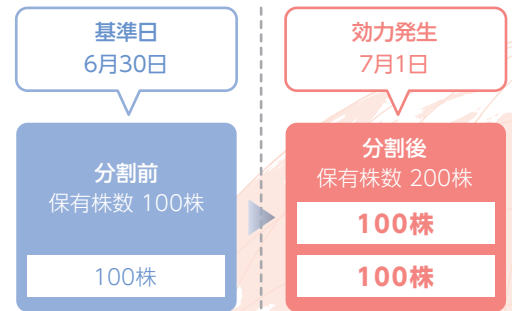 基準日
6月30日
分割前
保有株数 100株
100株
効力発生
7月1日
分割後
保有株数 200株
100株
100株